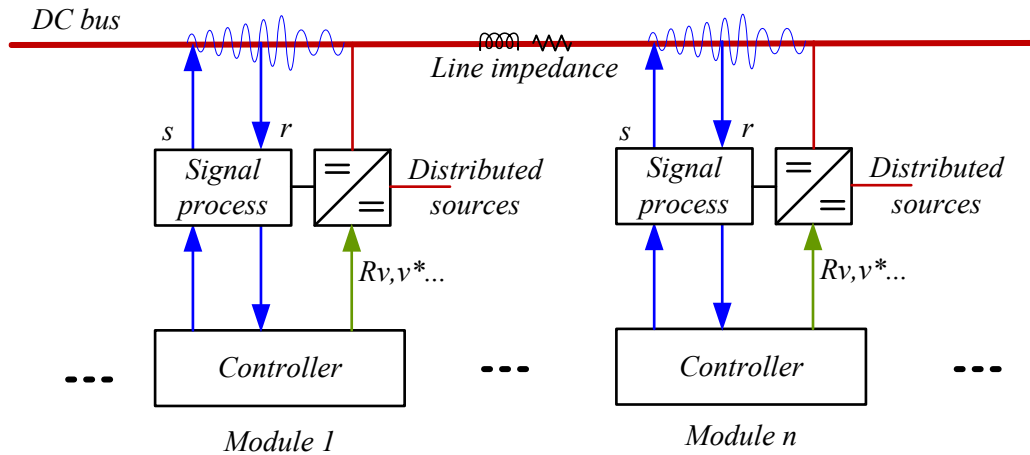 DC bus
Line impedance
s
r
s
r
Signal
process
Distributed
sources
Signal
process
Distributed
sources
Rv,v*...
Rv,v*...
Controller
Controller
Module 1
Module n